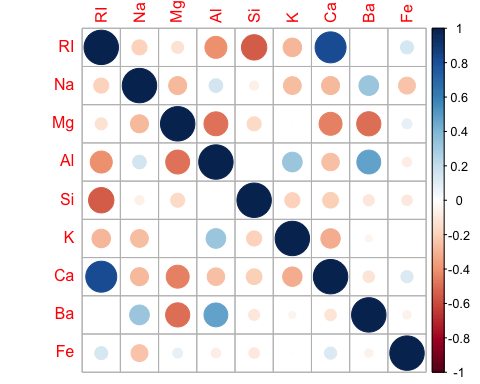 RI Na Mg Al Si K Ca Ba Fe
RI
Na
Mg
Al
Si
K
Ca
Ba
Fe
1
0.8
0.6
0.4
0.2
0
-0.2
-0.4
-0.6
-0.8
-1